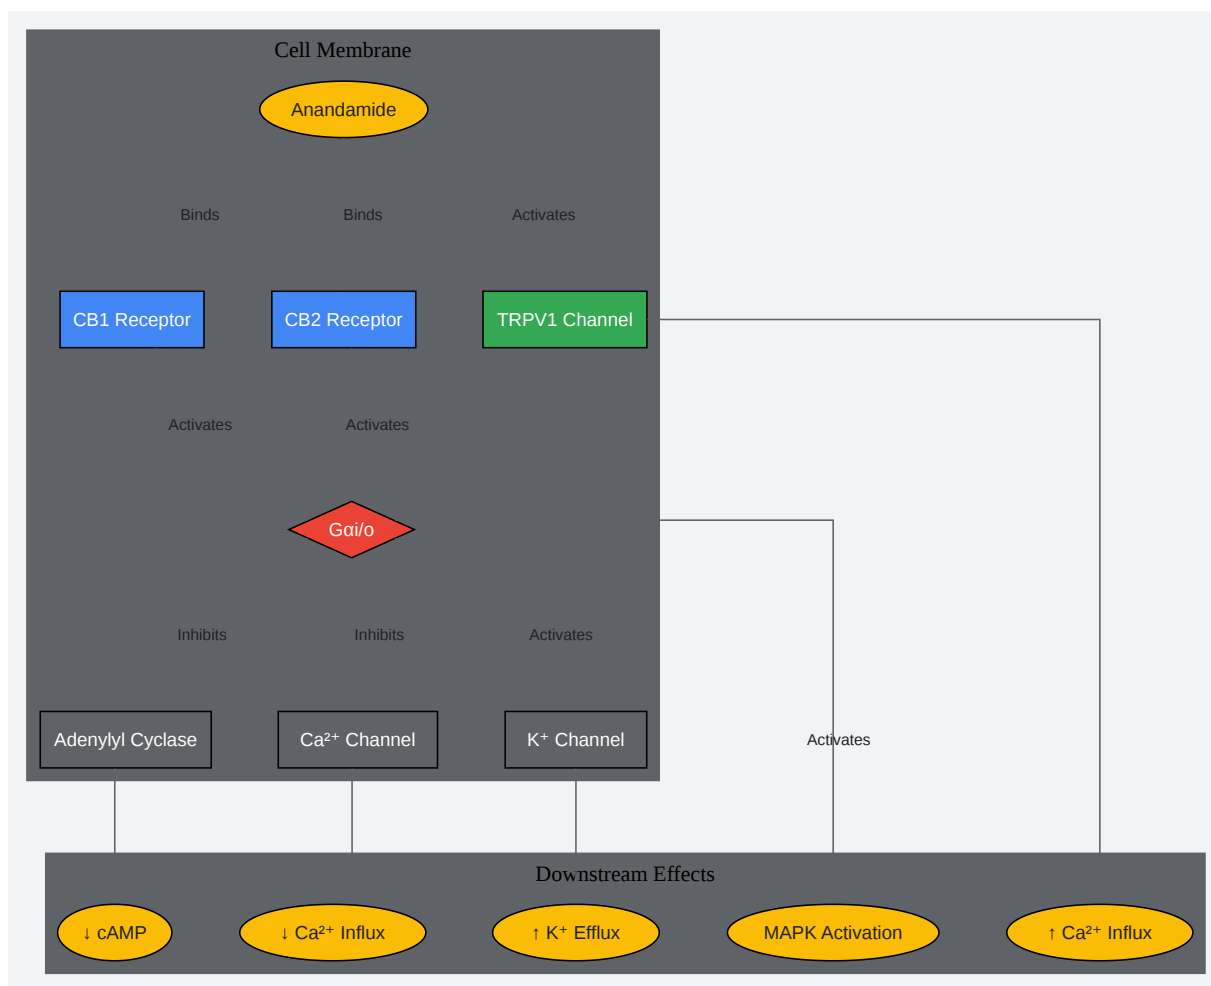 Cell Membrane
Anandamide
Binds
Binds
Activates
CB1 Receptor
CB2 Receptor
TRPV1 Channel
Activates
Activates
Gαi/o
Inhibits
Inhibits
Activates
Adenylyl Cyclase
Ca²⁺ Channel
K⁺ Channel
Activates
Downstream Effects
↓ cAMP
↓ Ca²⁺ Influx
↑ K⁺ Efflux
MAPK Activation
↑ Ca²⁺ Influx